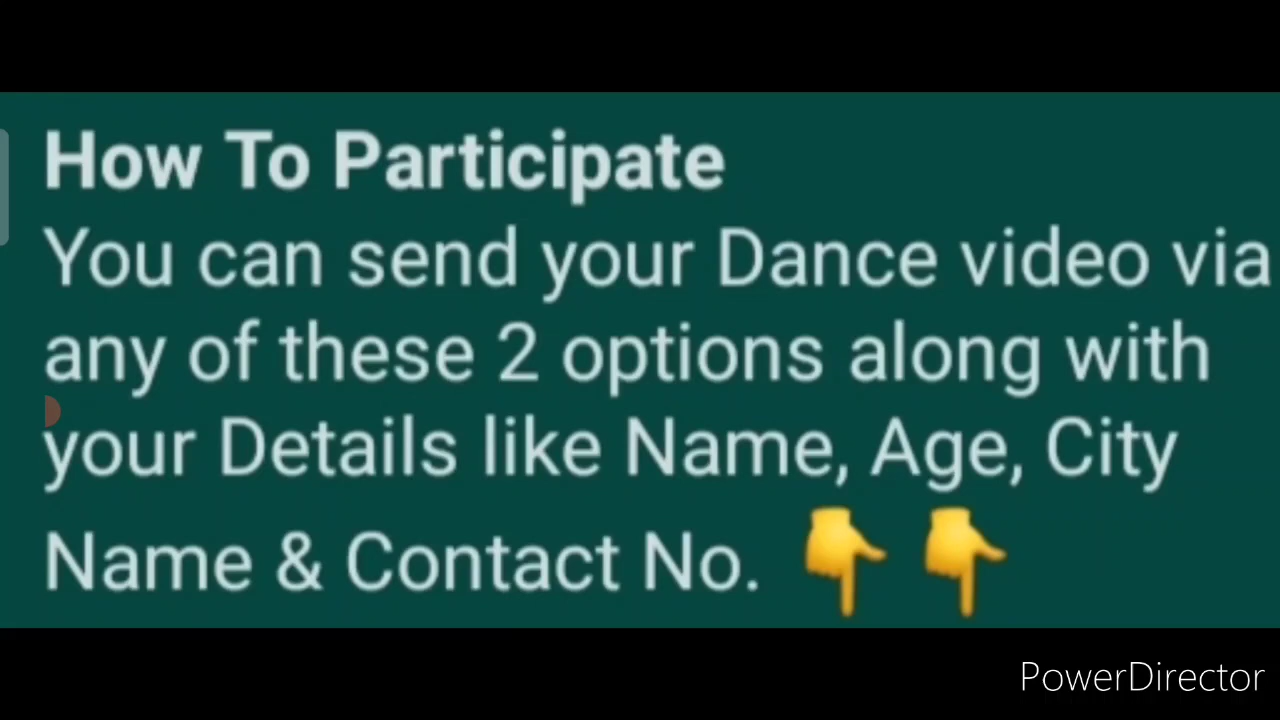 How To Participate
You can send your Dance video via
any of these 2 options along with
your Details like Name, Age, City
Name & Contact No. 👇 👇
PowerDirector